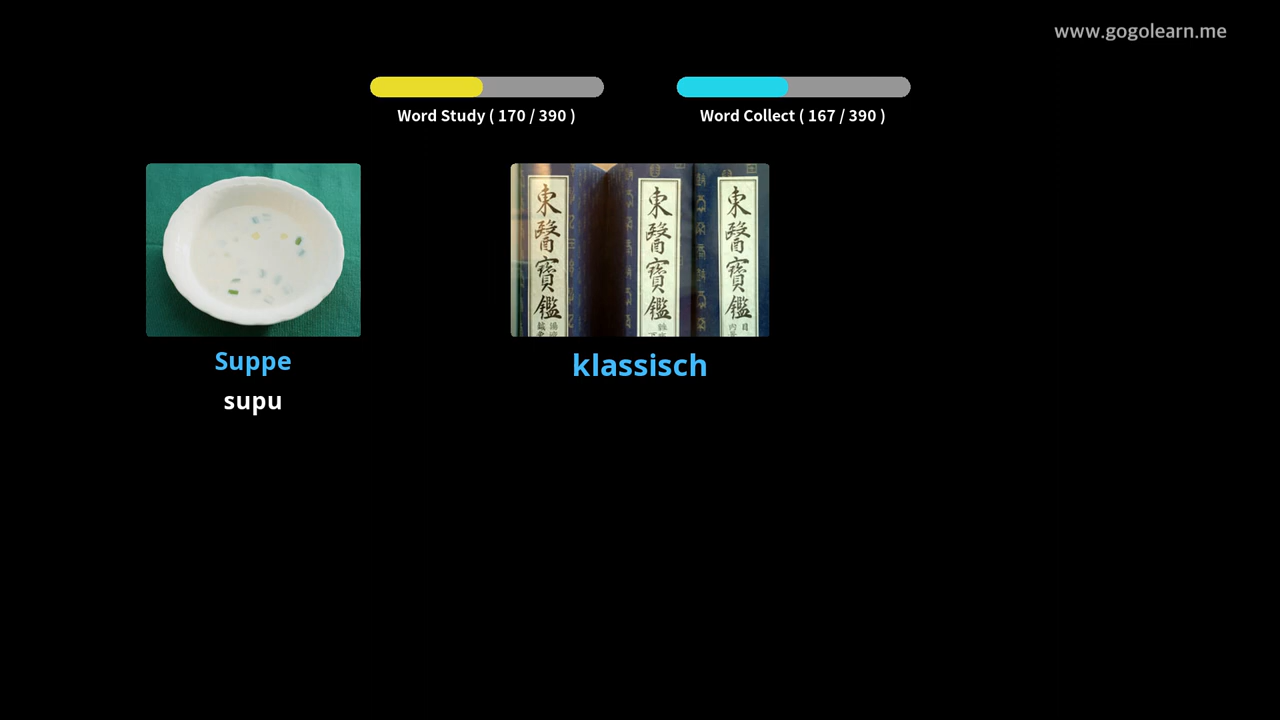 www.gogolearn.me
Word Study ( 170 / 390 )
Word Collect ( 167 / 390 )
東醫寶鑑
東醫寶鑑
東醫寶鑑
Suppe
klassisch
supu